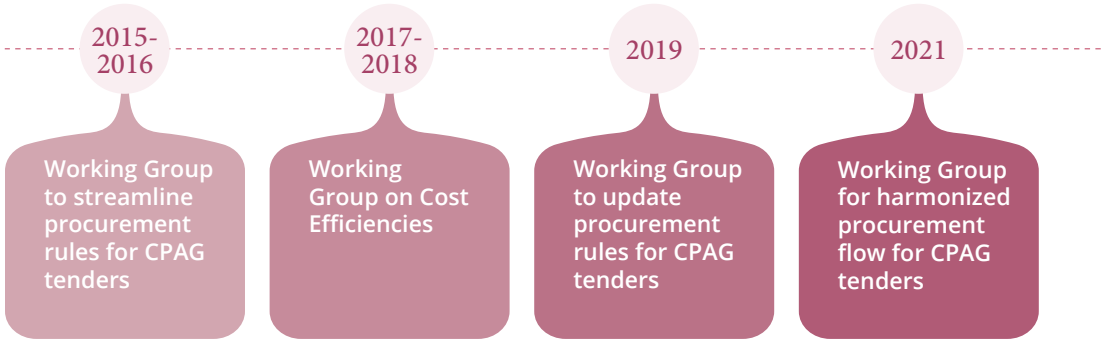 2015-
2016
Working Group
to streamline
procurement
rules for CPAG
tenders
2017-
2018
Working
Group on Cost
Efficiencies
2019
Working Group
to update
procurement
rules for CPAG
tenders
2021
Working Group
for harmonized
procurement
flow for CPAG
tenders